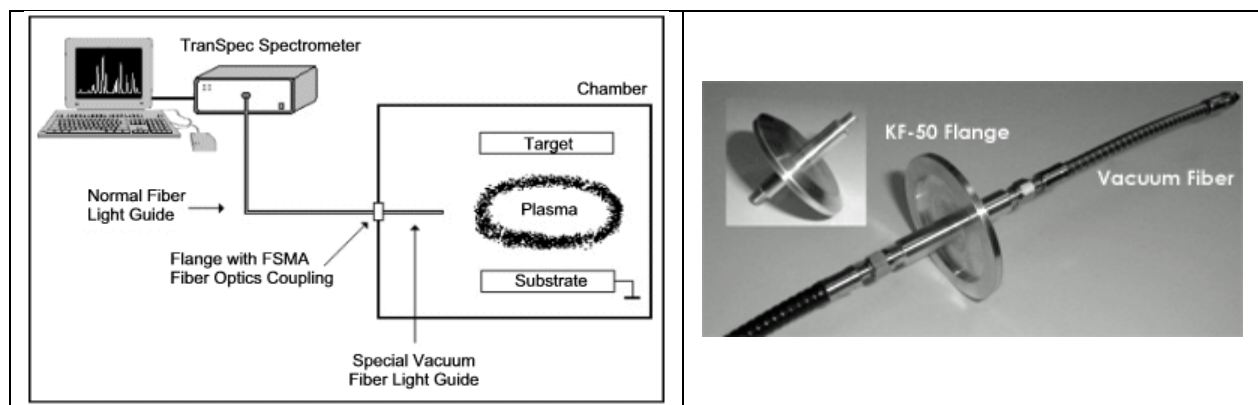 TranSpec Spectrometer
Chamber
Target
Plasma
Substrate
Normal Fiber
Light Guide
Flange with FSMA
Fiber Optics Coupling
Special Vacuum
Fiber Light Guide
KF-50 Flange
Vacuum Fiber